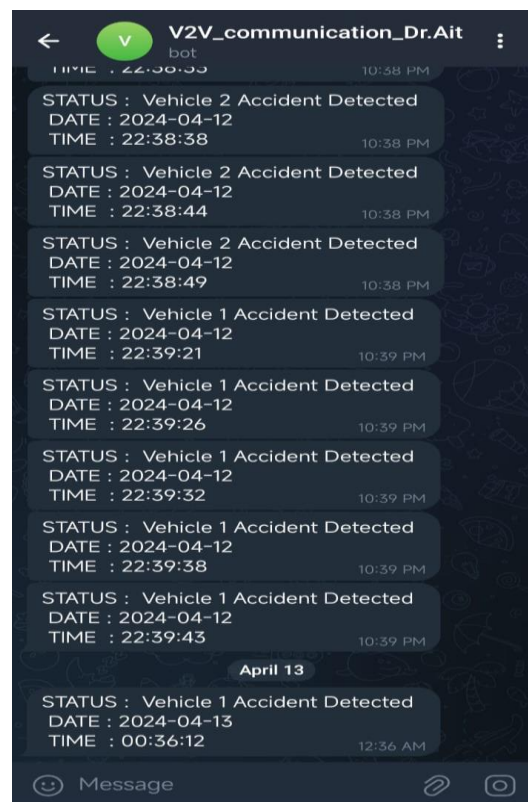 V2V_communication_Dr.Ait
V
bot
TIME : 22:38:33
10:38 PM
STATUS : Vehicle 2 Accident Detected
DATE : 2024-04-12
TIME : 22:38:38
10:38 PM
STATUS : Vehicle 2 Accident Detected
DATE : 2024-04-12
TIME : 22:38:44
10:38 PM
STATUS : Vehicle 2 Accident Detected
DATE : 2024-04-12
TIME : 22:38:49
10:38 PM
STATUS : Vehicle 1 Accident Detected
DATE : 2024-04-12
TIME : 22:39:21
10:39 PM
STATUS : Vehicle 1 Accident Detected
DATE : 2024-04-12
TIME : 22:39:26
10:39 PM
STATUS : Vehicle 1 Accident Detected
DATE : 2024-04-12
TIME : 22:39:32
10:39 PM
STATUS : Vehicle 1 Accident Detected
DATE : 2024-04-12
TIME : 22:39:38
10:39 PM
STATUS : Vehicle 1 Accident Detected
DATE : 2024-04-12
TIME : 22:39:43
10:39 PM
April 13
STATUS : Vehicle 1 Accident Detected
DATE : 2024-04-13
TIME : 00:36:12
12:36 AM
Message